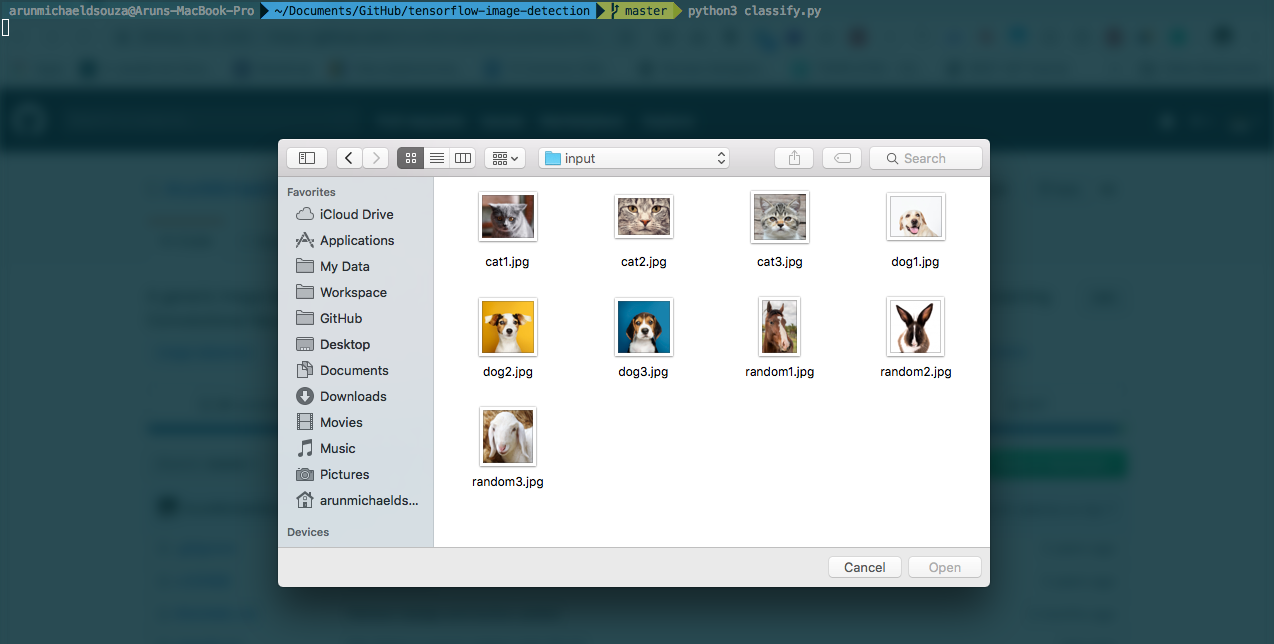 arunmichaeldsouza@Aruns-MacBook-Pro ~/Documents/GitHub/tensorflow-image-detection master python3 classify.py
input
Search
Favorites
iCloud Drive
Applications
My Data
Workspace
GitHub
Desktop
Documents
Downloads
Movies
Music
Pictures
arunmichaelds...
Devices
cat1.jpg
cat2.jpg
cat3.jpg
dog1.jpg
dog2.jpg
dog3.jpg
random1.jpg
random2.jpg
random3.jpg
Cancel
Open